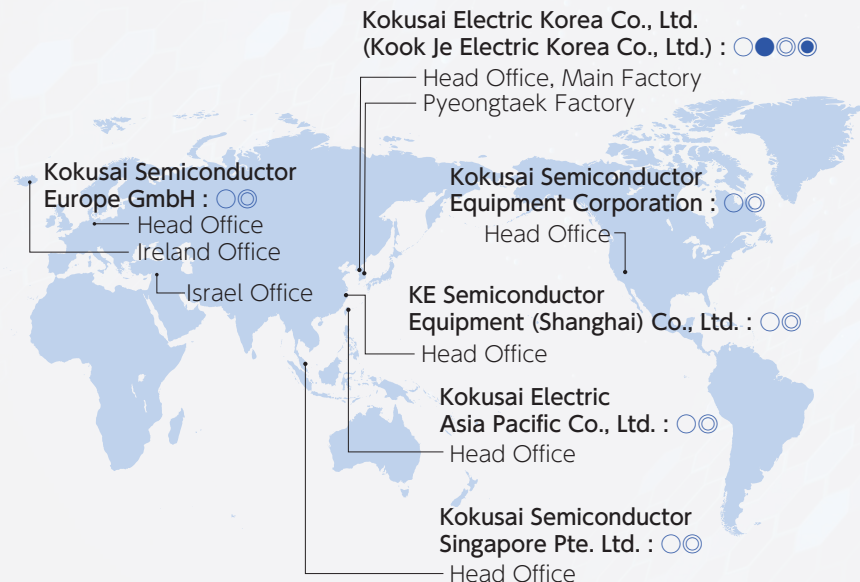 Kokusai Electric Korea Co., Ltd.
(Kook Je Electric Korea Co., Ltd.) : ○●◎◉
Head Office, Main Factory
Pyeongtaek Factory
Kokusai Semiconductor
Europe GmbH : ○◎
Head Office
Ireland Office
Israel Office
Kokusai Semiconductor
Equipment Corporation : ○◎
Head Office
KE Semiconductor
Equipment (Shanghai) Co., Ltd. : ○◎
Head Office
Kokusai Electric
Asia Pacific Co., Ltd. : ○◎
Head Office
Kokusai Semiconductor
Singapore Pte. Ltd. : ○◎
Head Office